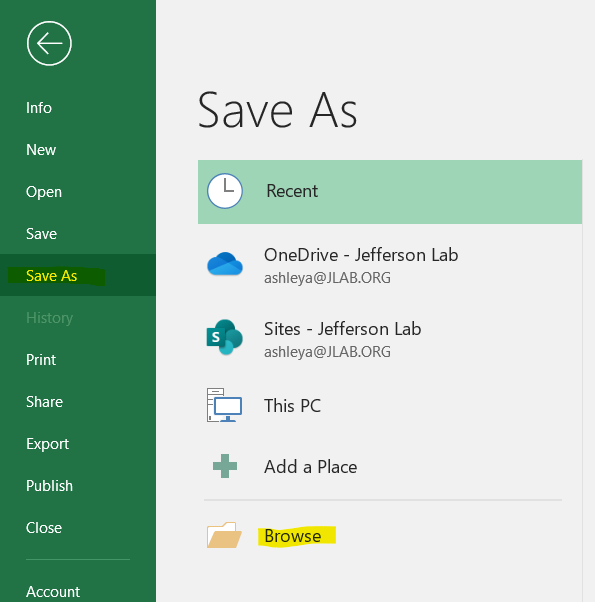 Info
New
Open
Save
Save As
History
Print
Share
Export
Publish
Close
Account
Save As
Recent
OneDrive - Jefferson Lab
ashleya@JLAB.ORG
S
Sites - Jefferson Lab
ashleya@JLAB.ORG
This PC
Add a Place
Browse